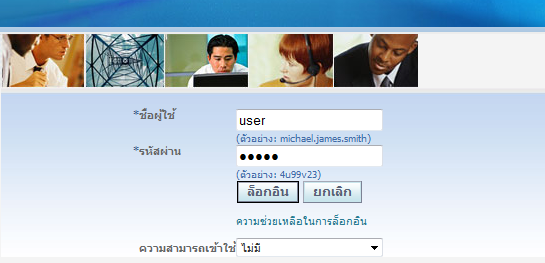 *ชื่อผู้ใช้ user
(ตัวอย่าง: michael.james.smith)
*รหัสผ่าน ●●●●●
(ตัวอย่าง: 4u99v23)
ล็อกอิน ยกเลิก
ความช่วยเหลือในการล็อกอิน
ความสามารถเข้าใช้ ไม่มี